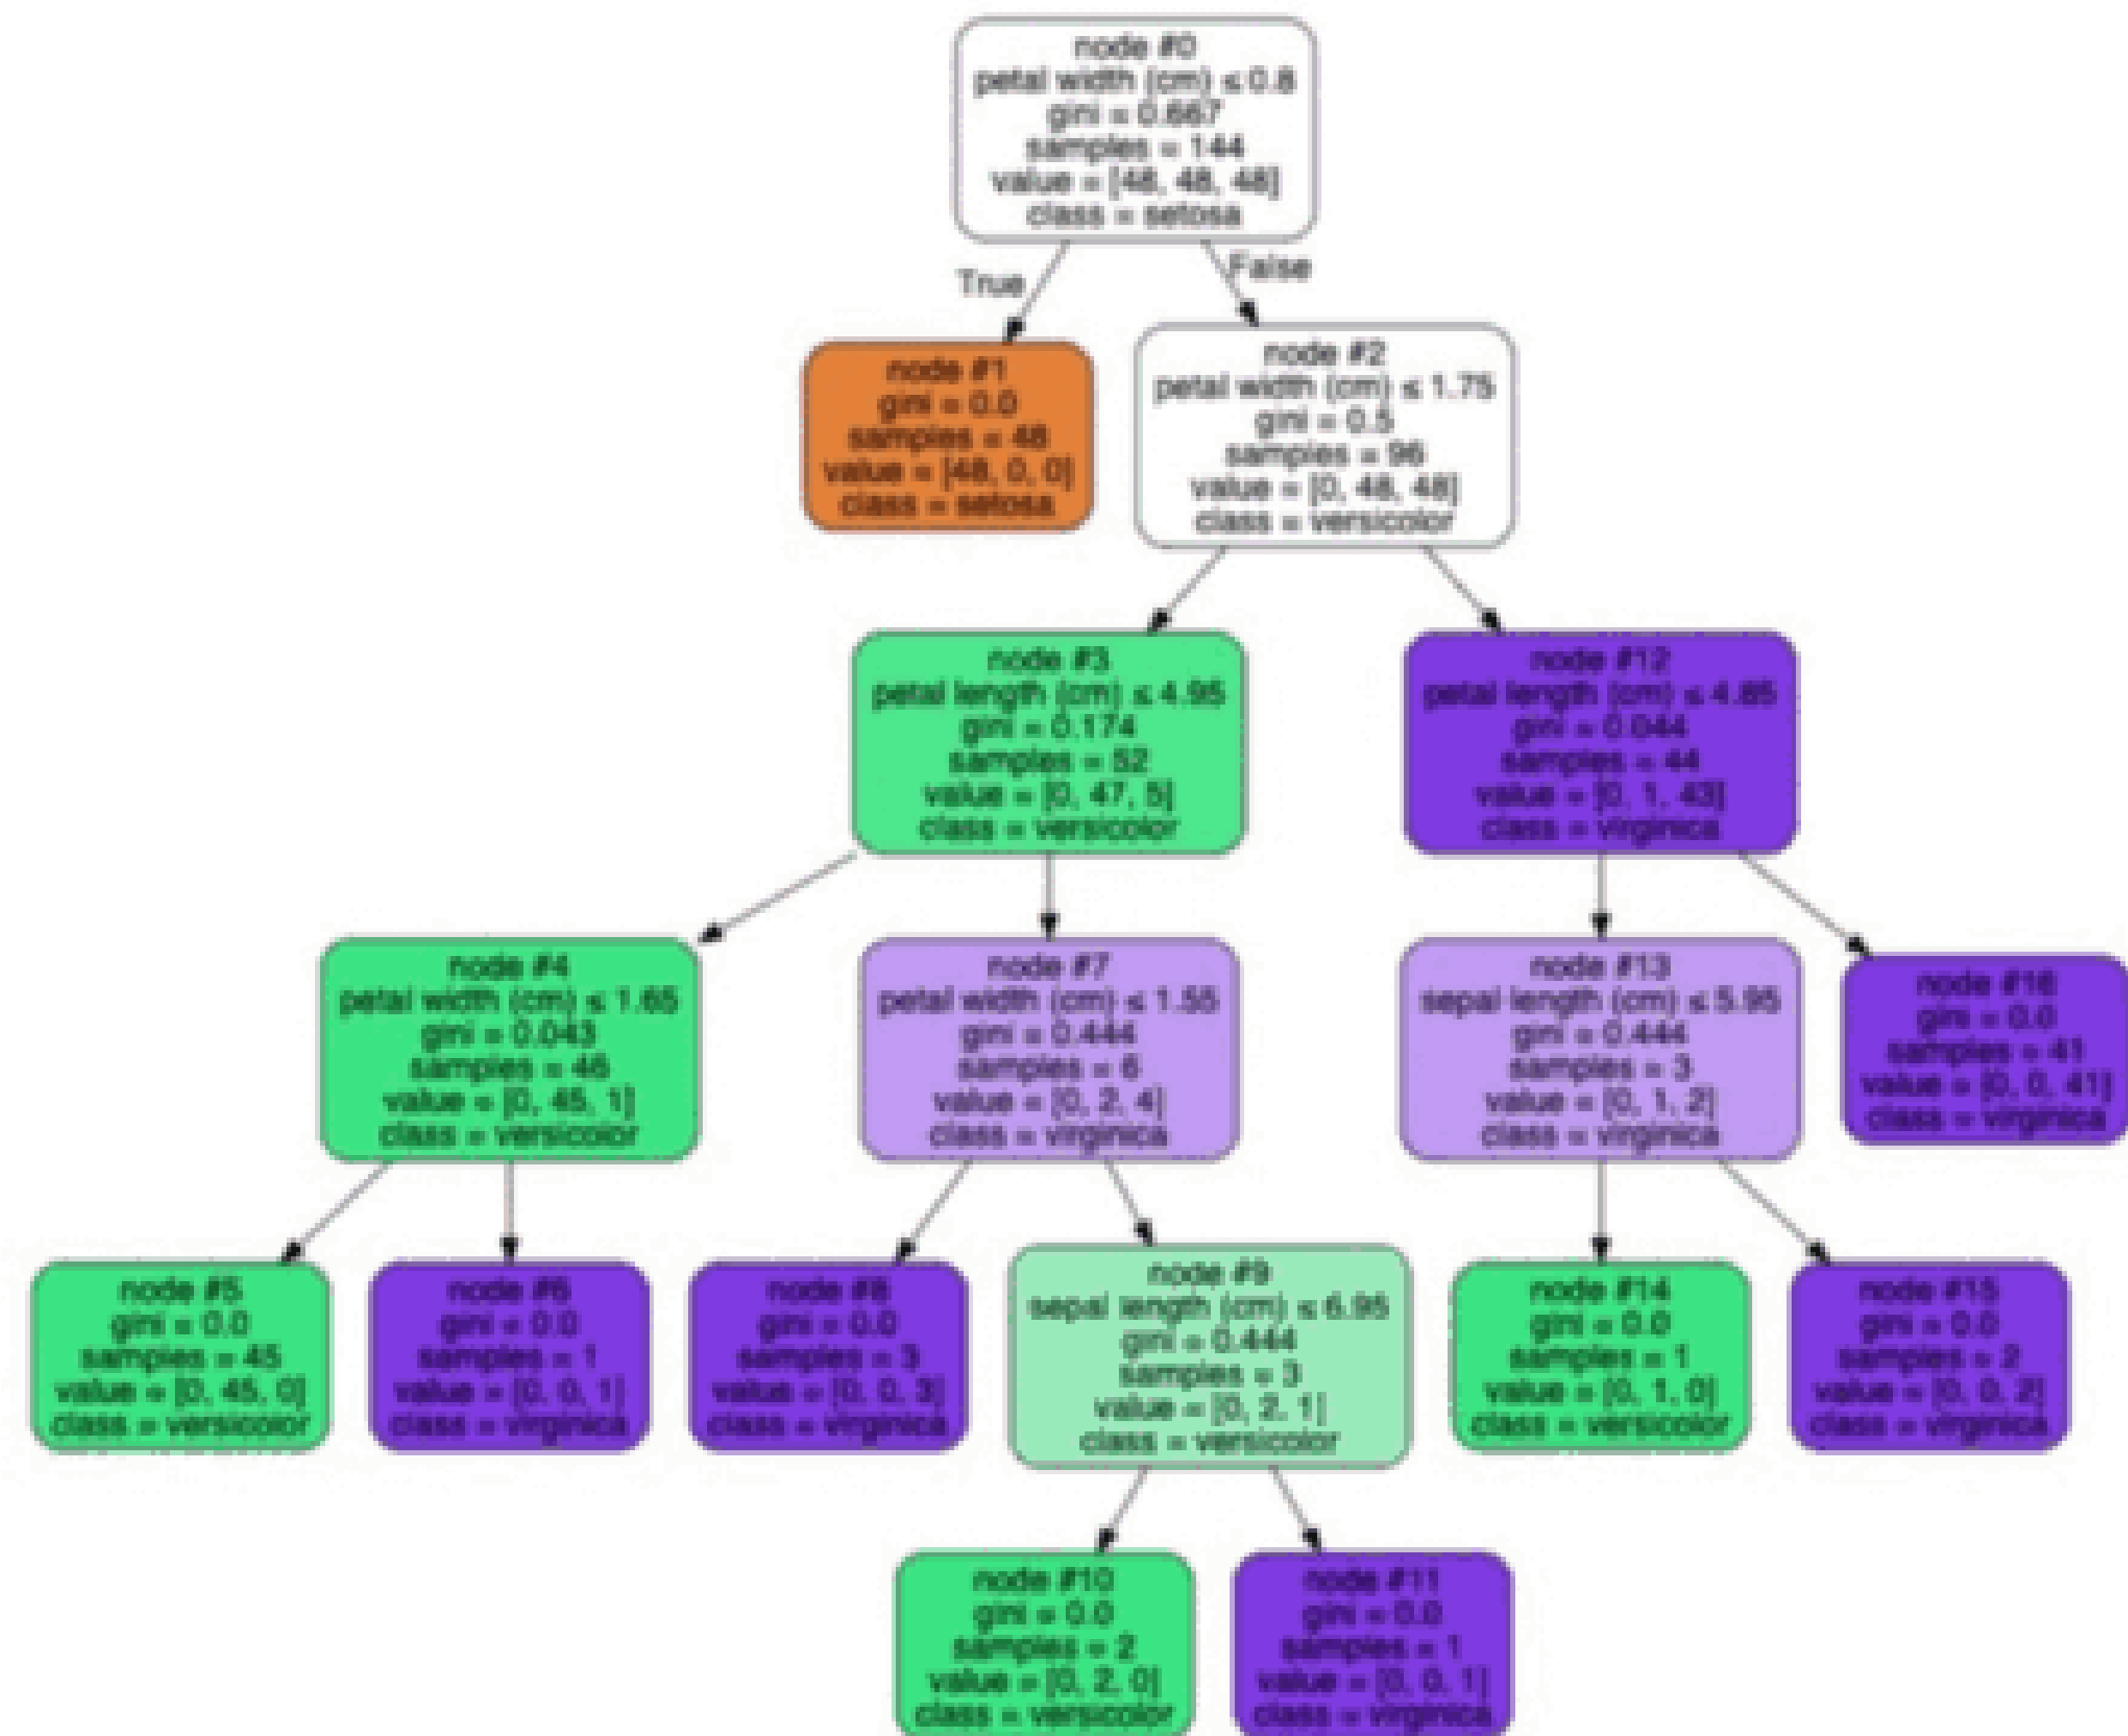 node #0
petal width (cm) ≤ 0.8
gini = 0.667
samples = 144
value = [48, 48, 48]
class = setosa
True
False
node #1
gini = 0.0
samples = 48
value = [48, 0, 0]
class = setosa
node #2
petal width (cm) ≤ 1.75
gini = 0.5
samples = 96
value = [0, 48, 48]
class = versicolor
node #3
petal length (cm) ≤ 4.95
gini = 0.174
samples = 52
value = [0, 47, 5]
class = versicolor
node #12
petal length (cm) ≤ 4.85
gini = 0.044
samples = 44
value = [0, 1, 43]
class = virginica
node #4
petal width (cm) ≤ 1.65
gini = 0.043
samples = 46
value = [0, 45, 1]
class = versicolor
node #7
petal width (cm) ≤ 1.55
gini = 0.444
samples = 6
value = [0, 2, 4]
class = virginica
node #13
sepal length (cm) ≤ 5.95
gini = 0.444
samples = 3
value = [0, 1, 2]
class = virginica
node #16
gini = 0.0
samples = 41
value = [0, 0, 41]
class = virginica
node #5
gini = 0.0
samples = 45
value = [0, 45, 0]
class = versicolor
node #6
gini = 0.0
samples = 1
value = [0, 0, 1]
class = virginica
node #8
gini = 0.0
samples = 3
value = [0, 0, 3]
class = virginica
node #9
sepal length (cm) ≤ 6.95
gini = 0.444
samples = 3
value = [0, 2, 1]
class = versicolor
node #14
gini = 0.0
samples = 1
value = [0, 1, 0]
class = versicolor
node #15
gini = 0.0
samples = 2
value = [0, 0, 2]
class = virginica
node #10
gini = 0.0
samples = 2
value = [0, 2, 0]
class = versicolor
node #11
gini = 0.0
samples = 1
value = [0, 0, 1]
class = virginica